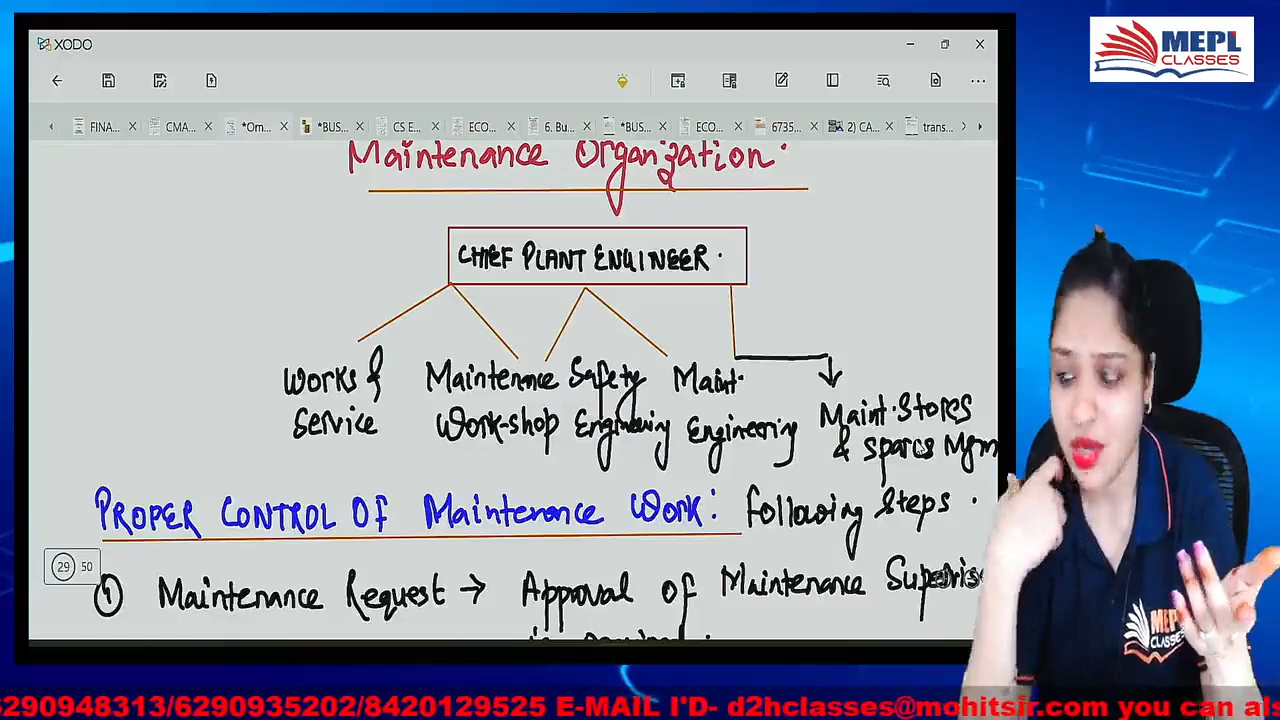 XODO
MEPL
CLASSES
FINA...
CMA...
*Om...
*BUS...
CS E...
ECO...
6. Bu...
*BUS...
ECO...
6735...
2) CA...
trans...
Maintenance Organization.
CHIEF PLANT ENGINEER.
Works &
Service
Maintenance
Work-shop
Safety
Engineering
Maint.
Engineering
Maint. Stores
& spares Mgm
PROPER CONTROL OF Maintenance Work: Following Steps.
29 50
① Maintenance Request → Approval of Maintenance Supervis
MEPL
CLASSES
6290948313/6290935202/8420129525 E-MAIL I'D- d2hclasses@mohitsir.com you can als